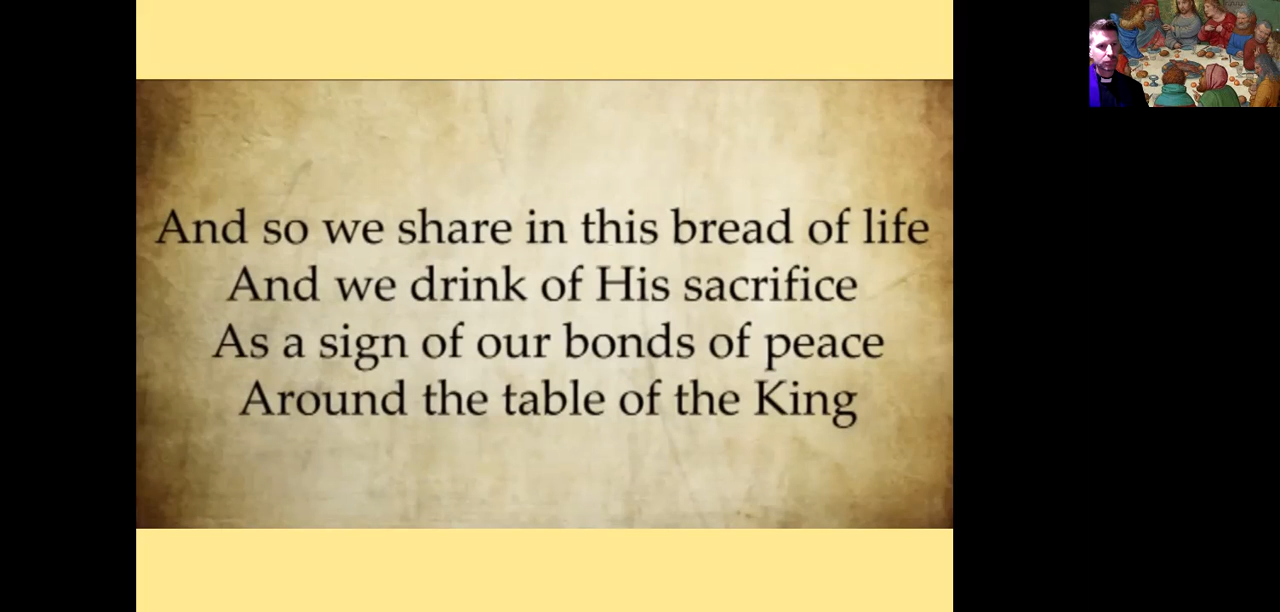 And so we share in this bread of life
And we drink of His sacrifice
As a sign of our bonds of peace
Around the table of the King